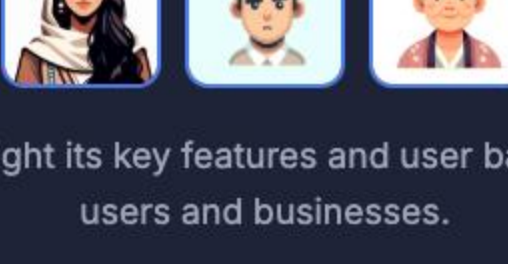 ght its key features and user ba
users and businesses.